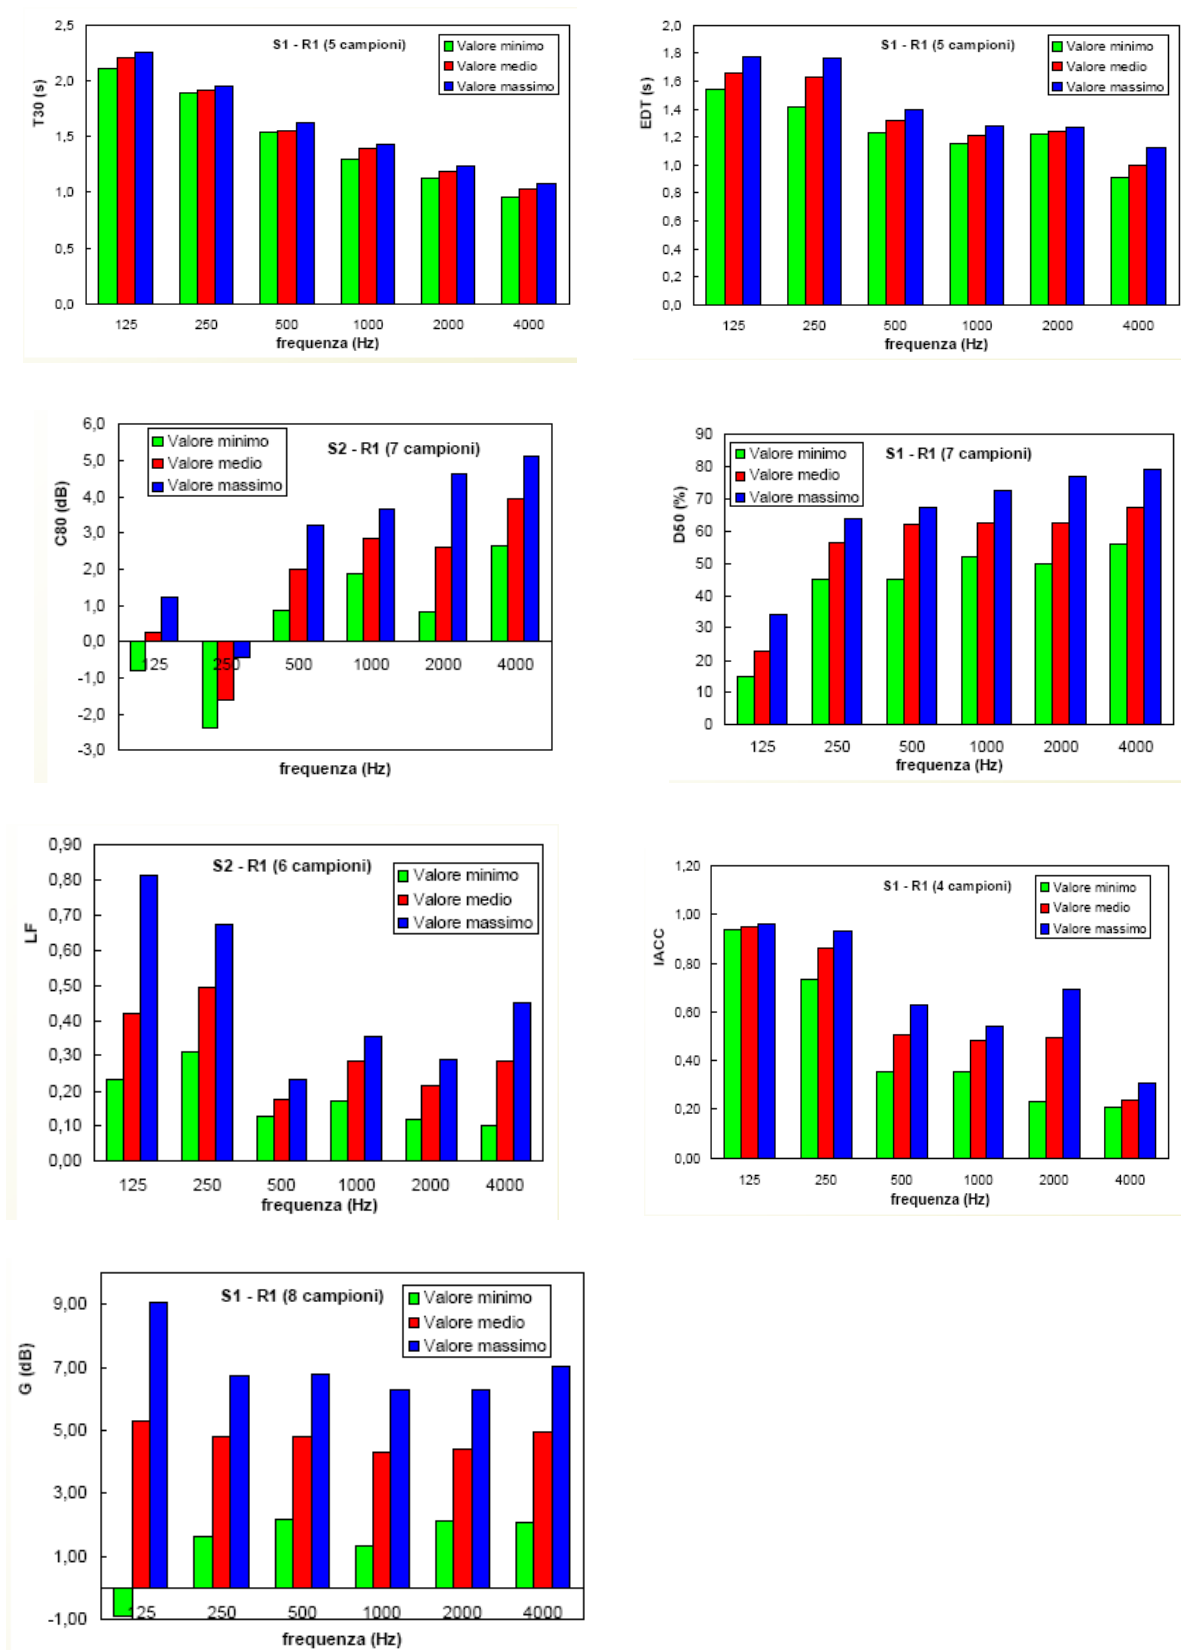 2,5
2,0
1,5
1,0
0,5
0,0
T30 (s)
S1 - R1 (5 campioni)
Valore minimo
Valore medio
Valore massimo
125 250 500 1000 2000 4000
frequenza (Hz)
2,0
1,8
1,6
1,4
1,2
1,0
0,8
0,6
0,4
0,2
0,0
EDT (s)
S1 - R1 (5 campioni)
Valore minimo
Valore medio
Valore massimo
125 250 500 1000 2000 4000
frequenza (Hz)
6,0
5,0
4,0
3,0
2,0
1,0
0,0
-1,0
-2,0
-3,0
C80 (dB)
Valore minimo
Valore medio
Valore massimo
S2 - R1 (7 campioni)
125 250 500 1000 2000 4000
frequenza (Hz)
90
80
70
60
50
40
30
20
10
0
D50 (%)
Valore minimo
Valore medio
Valore massimo
S1 - R1 (7 campioni)
125 250 500 1000 2000 4000
frequenza (Hz)
0,90
0,80
0,70
0,60
0,50
0,40
0,30
0,20
0,10
0,00
LF
S2 - R1 (6 campioni)
Valore minimo
Valore medio
Valore massimo
125 250 500 1000 2000 4000
frequenza (Hz)
1,20
1,00
0,80
0,60
0,40
0,20
0,00
IACC
S1 - R1 (4 campioni)
Valore minimo
Valore medio
Valore massimo
125 250 500 1000 2000 4000
frequenza (Hz)
9,00
7,00
5,00
3,00
1,00
-1,00
G (dB)
S1 - R1 (8 campioni)
Valore minimo
Valore medio
Valore massimo
125 250 500 1000 2000 4000
frequenza (Hz)